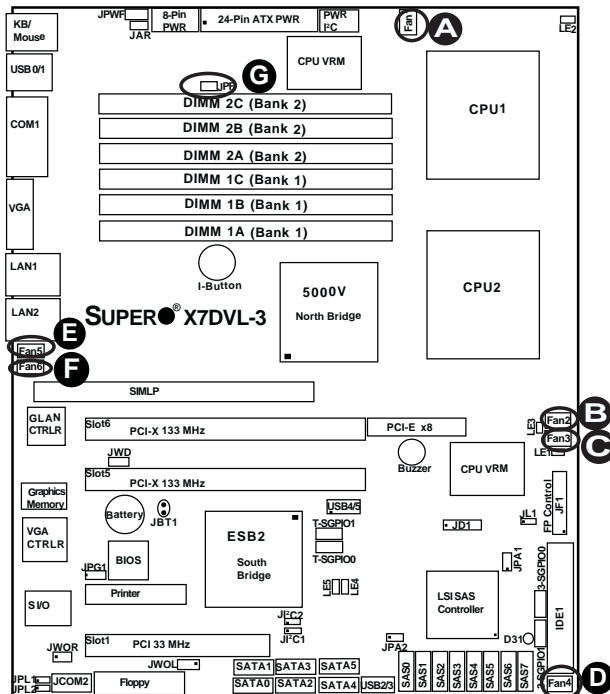 KB/
Mouse
JPWF
JAR
8-Pin
PWR
24-Pin ATX PWR
PWR
I²C
Fan1
A
LE2
USB0/1
CPU VRM
G
JPF
CPU1
COM1
DIMM 2C (Bank 2)
DIMM 2B (Bank 2)
DIMM 2A (Bank 2)
DIMM 1C (Bank 1)
DIMM 1B (Bank 1)
DIMM 1A (Bank 1)
VGA
LAN1
I-Button
5000V
North Bridge
CPU2
LAN2
SUPER ® X7DVL-3
E
Fan5
Fan6
F
SIMLP
GLAN
CTRLR
Slot6
PCI-X 133 MHz
PCI-E x8
LE3
Fan2
B
Fan3
C
LE1
JWD
Buzzer
CPU VRM
Slot5
PCI-X 133 MHz
Graphics
Memory
Battery
JBT1
USB4/5
T-SGPIO1
T-SGPIO0
JD1
JF1
FP Control
JF1
VGA
CTRLR
BIOS
ESB2
South
Bridge
JPG1
Printer
LE5
LE4
LSI SAS
Controller
JPA1
3-SGPIO0
IDE1
S I/O
JI²C2
JI²C1
D31
JPA2
Slot1
PCI 33 MHz
JWOR
JWOL
JPL1
JPL2
JCOM2
Floppy
SATA1
SATA3
SATA5
SATA0
SATA2
SATA4
USB2/3
SAS0
SAS1
SAS2
SAS3
SAS4
SAS5
SAS6
SAS7
Fan4
D